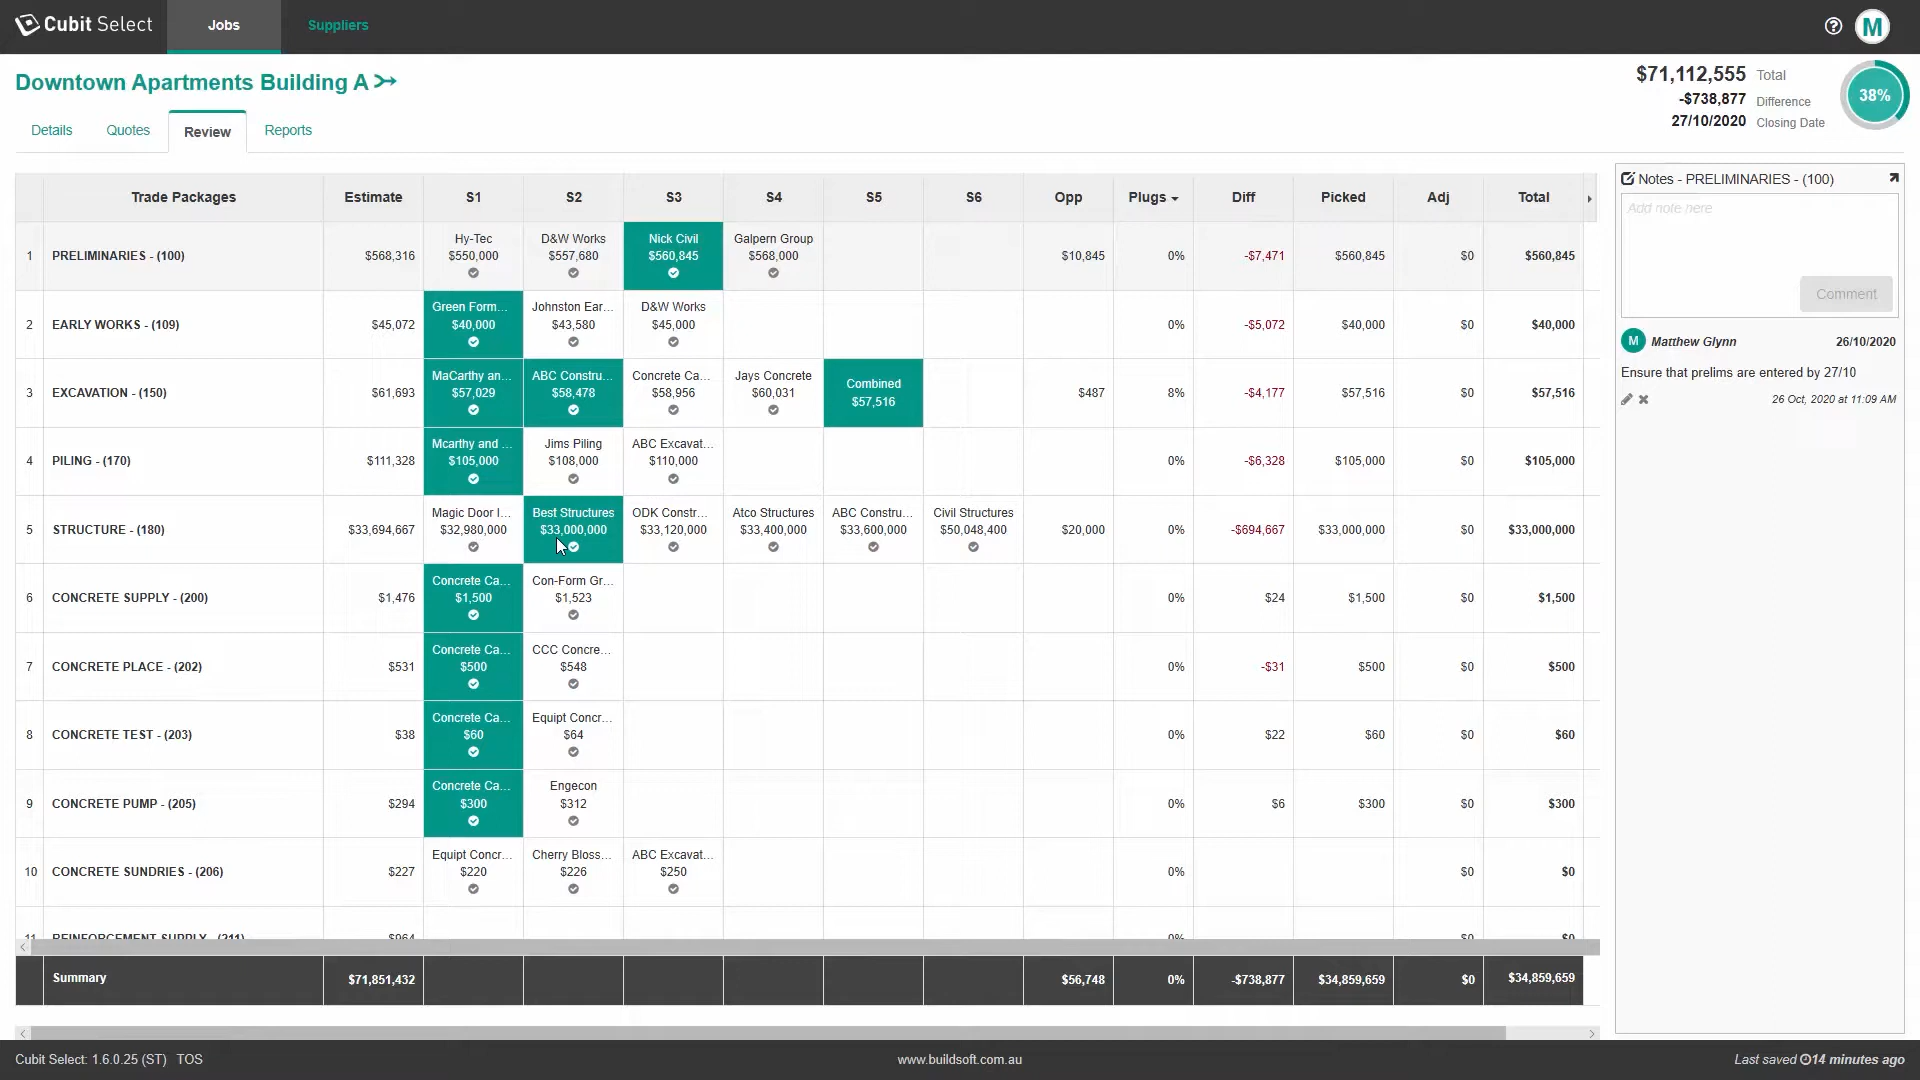 Cubit Select
Jobs
Suppliers
M
Downtown Apartments Building A
$71,112,555 Total
-$738,877 Difference
27/10/2020 Closing Date
38%
Details Quotes Review Reports
Trade Packages Estimate S1 S2 S3 S4 S5 S6 Opp Plugs Diff Picked Adj Total
Hy-Tec D&W Works Nick Civil Galpern Group
1 PRELIMINARIES - (100) $568,316 $550,000 $557,680 $560,845 $568,000 $10,845 0% -$7,471 $560,845 $0 $560,845
Green Form... Johnston Ear... D&W Works
2 EARLY WORKS - (109) $45,072 $40,000 $43,580 $45,000 0% -$5,072 $40,000 $0 $40,000
MaCarthy an... ABC Constru... Concrete Ca... Jays Concrete Combined
3 EXCAVATION - (150) $61,693 $57,029 $58,478 $58,956 $60,031 $57,516 $487 8% -$4,177 $57,516 $0 $57,516
Mcarthy and ... Jims Piling ABC Excavat...
4 PILING - (170) $111,328 $105,000 $108,000 $110,000 0% -$6,328 $105,000 $0 $105,000
Magic Door I... Best Structures ODK Constr... Atco Structures ABC Constru... Civil Structures
5 STRUCTURE - (180) $33,694,667 $32,980,000 $33,000,000 $33,120,000 $33,400,000 $33,600,000 $50,048,400 $20,000 0% -$694,667 $33,000,000 $0 $33,000,000
Concrete Ca... Con-Form Gr...
6 CONCRETE SUPPLY - (200) $1,476 $1,500 $1,523 0% $24 $1,500 $0 $1,500
Concrete Ca... CCC Concre...
7 CONCRETE PLACE - (202) $531 $500 $548 0% -$31 $500 $0 $500
Concrete Ca... Equipt Concr...
8 CONCRETE TEST - (203) $38 $60 $64 0% $22 $60 $0 $60
Concrete Ca... Engecon
9 CONCRETE PUMP - (205) $294 $300 $312 0% $6 $300 $0 $300
Equipt Concr... Cherry Bloss... ABC Excavat...
10 CONCRETE SUNDRIES - (206) $227 $220 $226 $250 0% $0 $0
11 REINFORCEMENT SUPPLY - (211) $964 0% $0 $0
Summary $71,851,432 $56,748 0% -$738,877 $34,859,659 $0 $34,859,659
Notes - PRELIMINARIES - (100)
Add note here
Comment
M Matthew Glynn 26/10/2020
Ensure that prelims are entered by 27/10
26 Oct, 2020 at 11:09 AM
Cubit Select: 1.6.0.25 (ST) TOS
www.buildsoft.com.au
Last saved 14 minutes ago